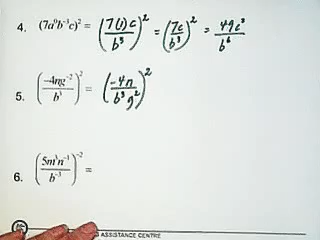 4. (7a⁰b⁻³c)² = (7(1)c / b³)² = (7c / b³)² = 49c² / b⁶
5. (-4ng⁻² / b³)² = (-4n / b³g²)²
6. (5m³n⁻¹ / b⁻³)⁻² =
ASSISTANCE CENTRE